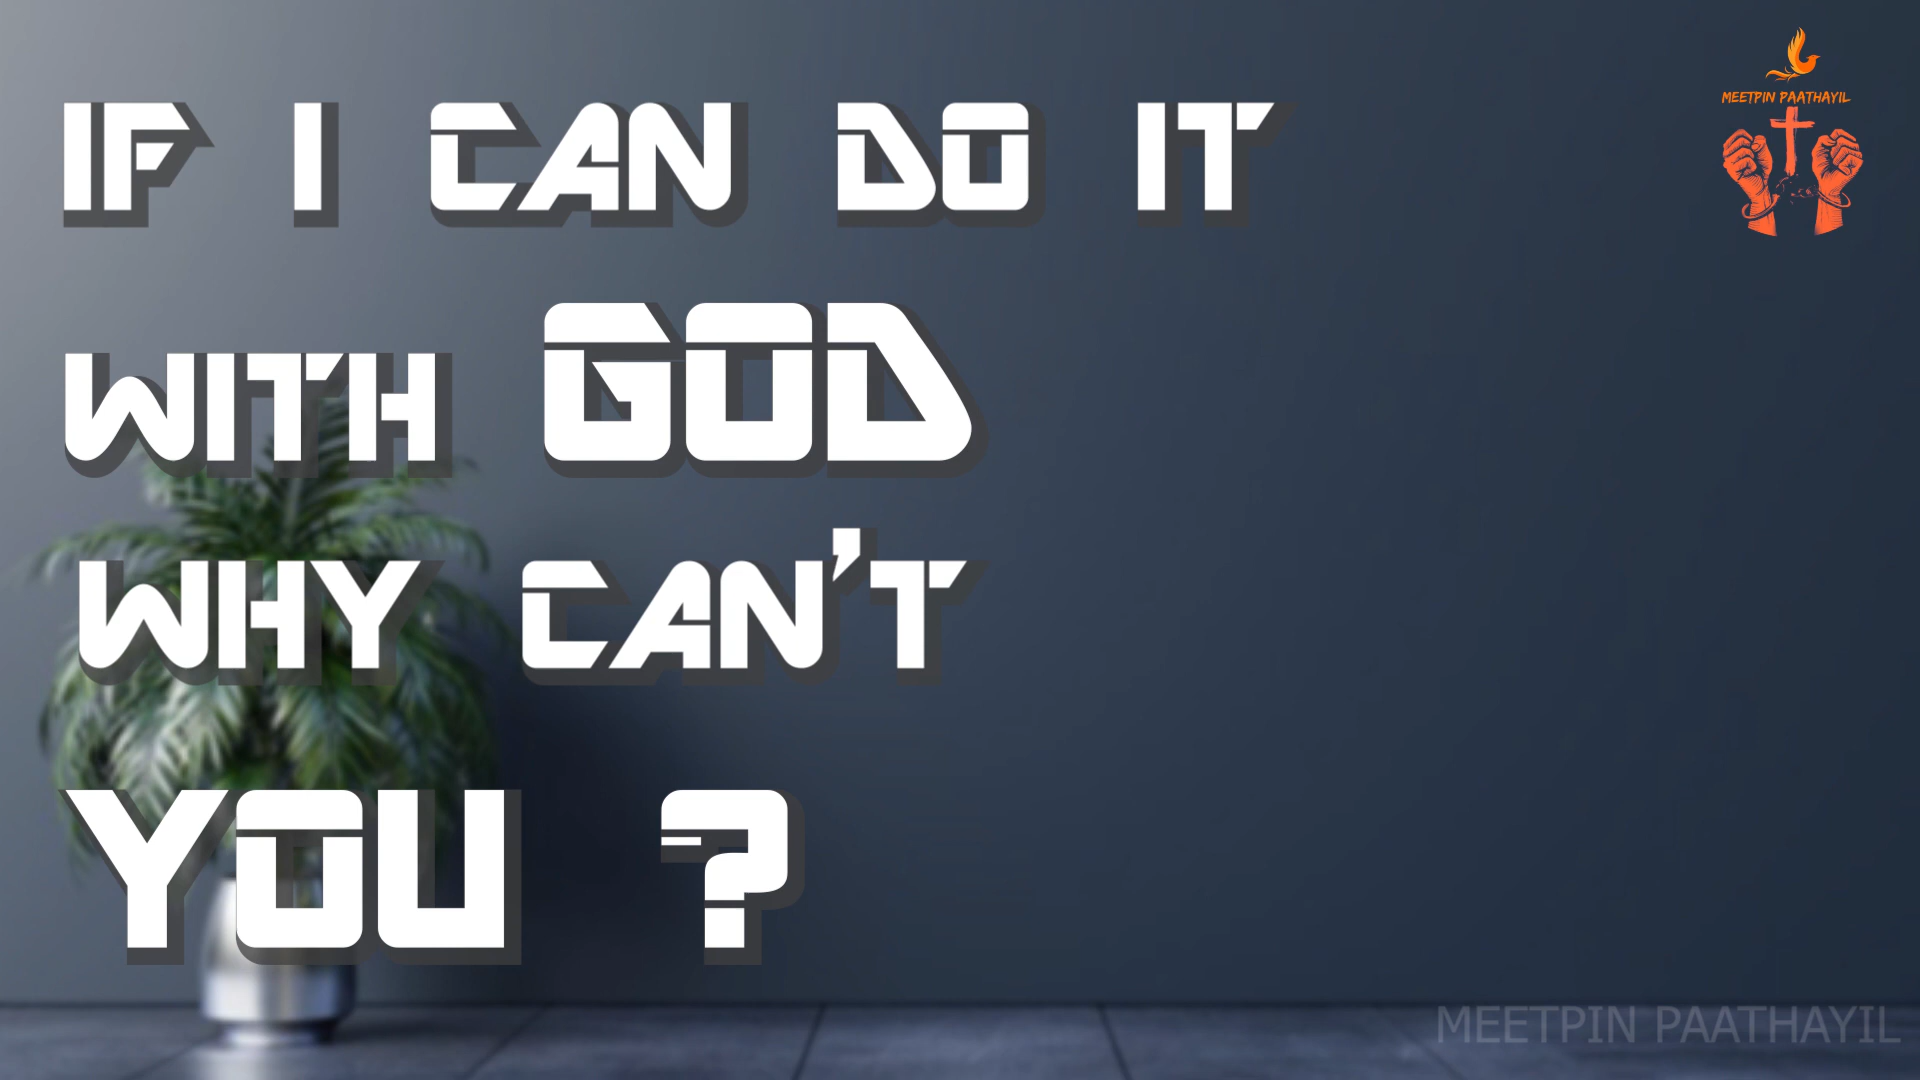 IF I CAN DO IT
WITH GOD
WHY CAN'T
YOU ?
MEETPIN PAATHAYIL
MEETPIN PAATHAYIL